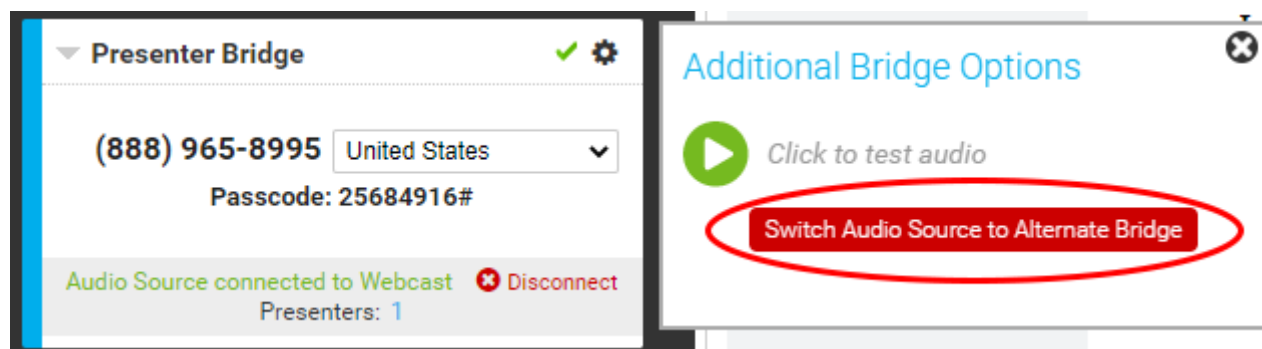 Presenter Bridge
(888) 965-8995 United States
Passcode: 25684916#
Audio Source connected to Webcast Disconnect
Presenters: 1
Additional Bridge Options
Click to test audio
Switch Audio Source to Alternate Bridge